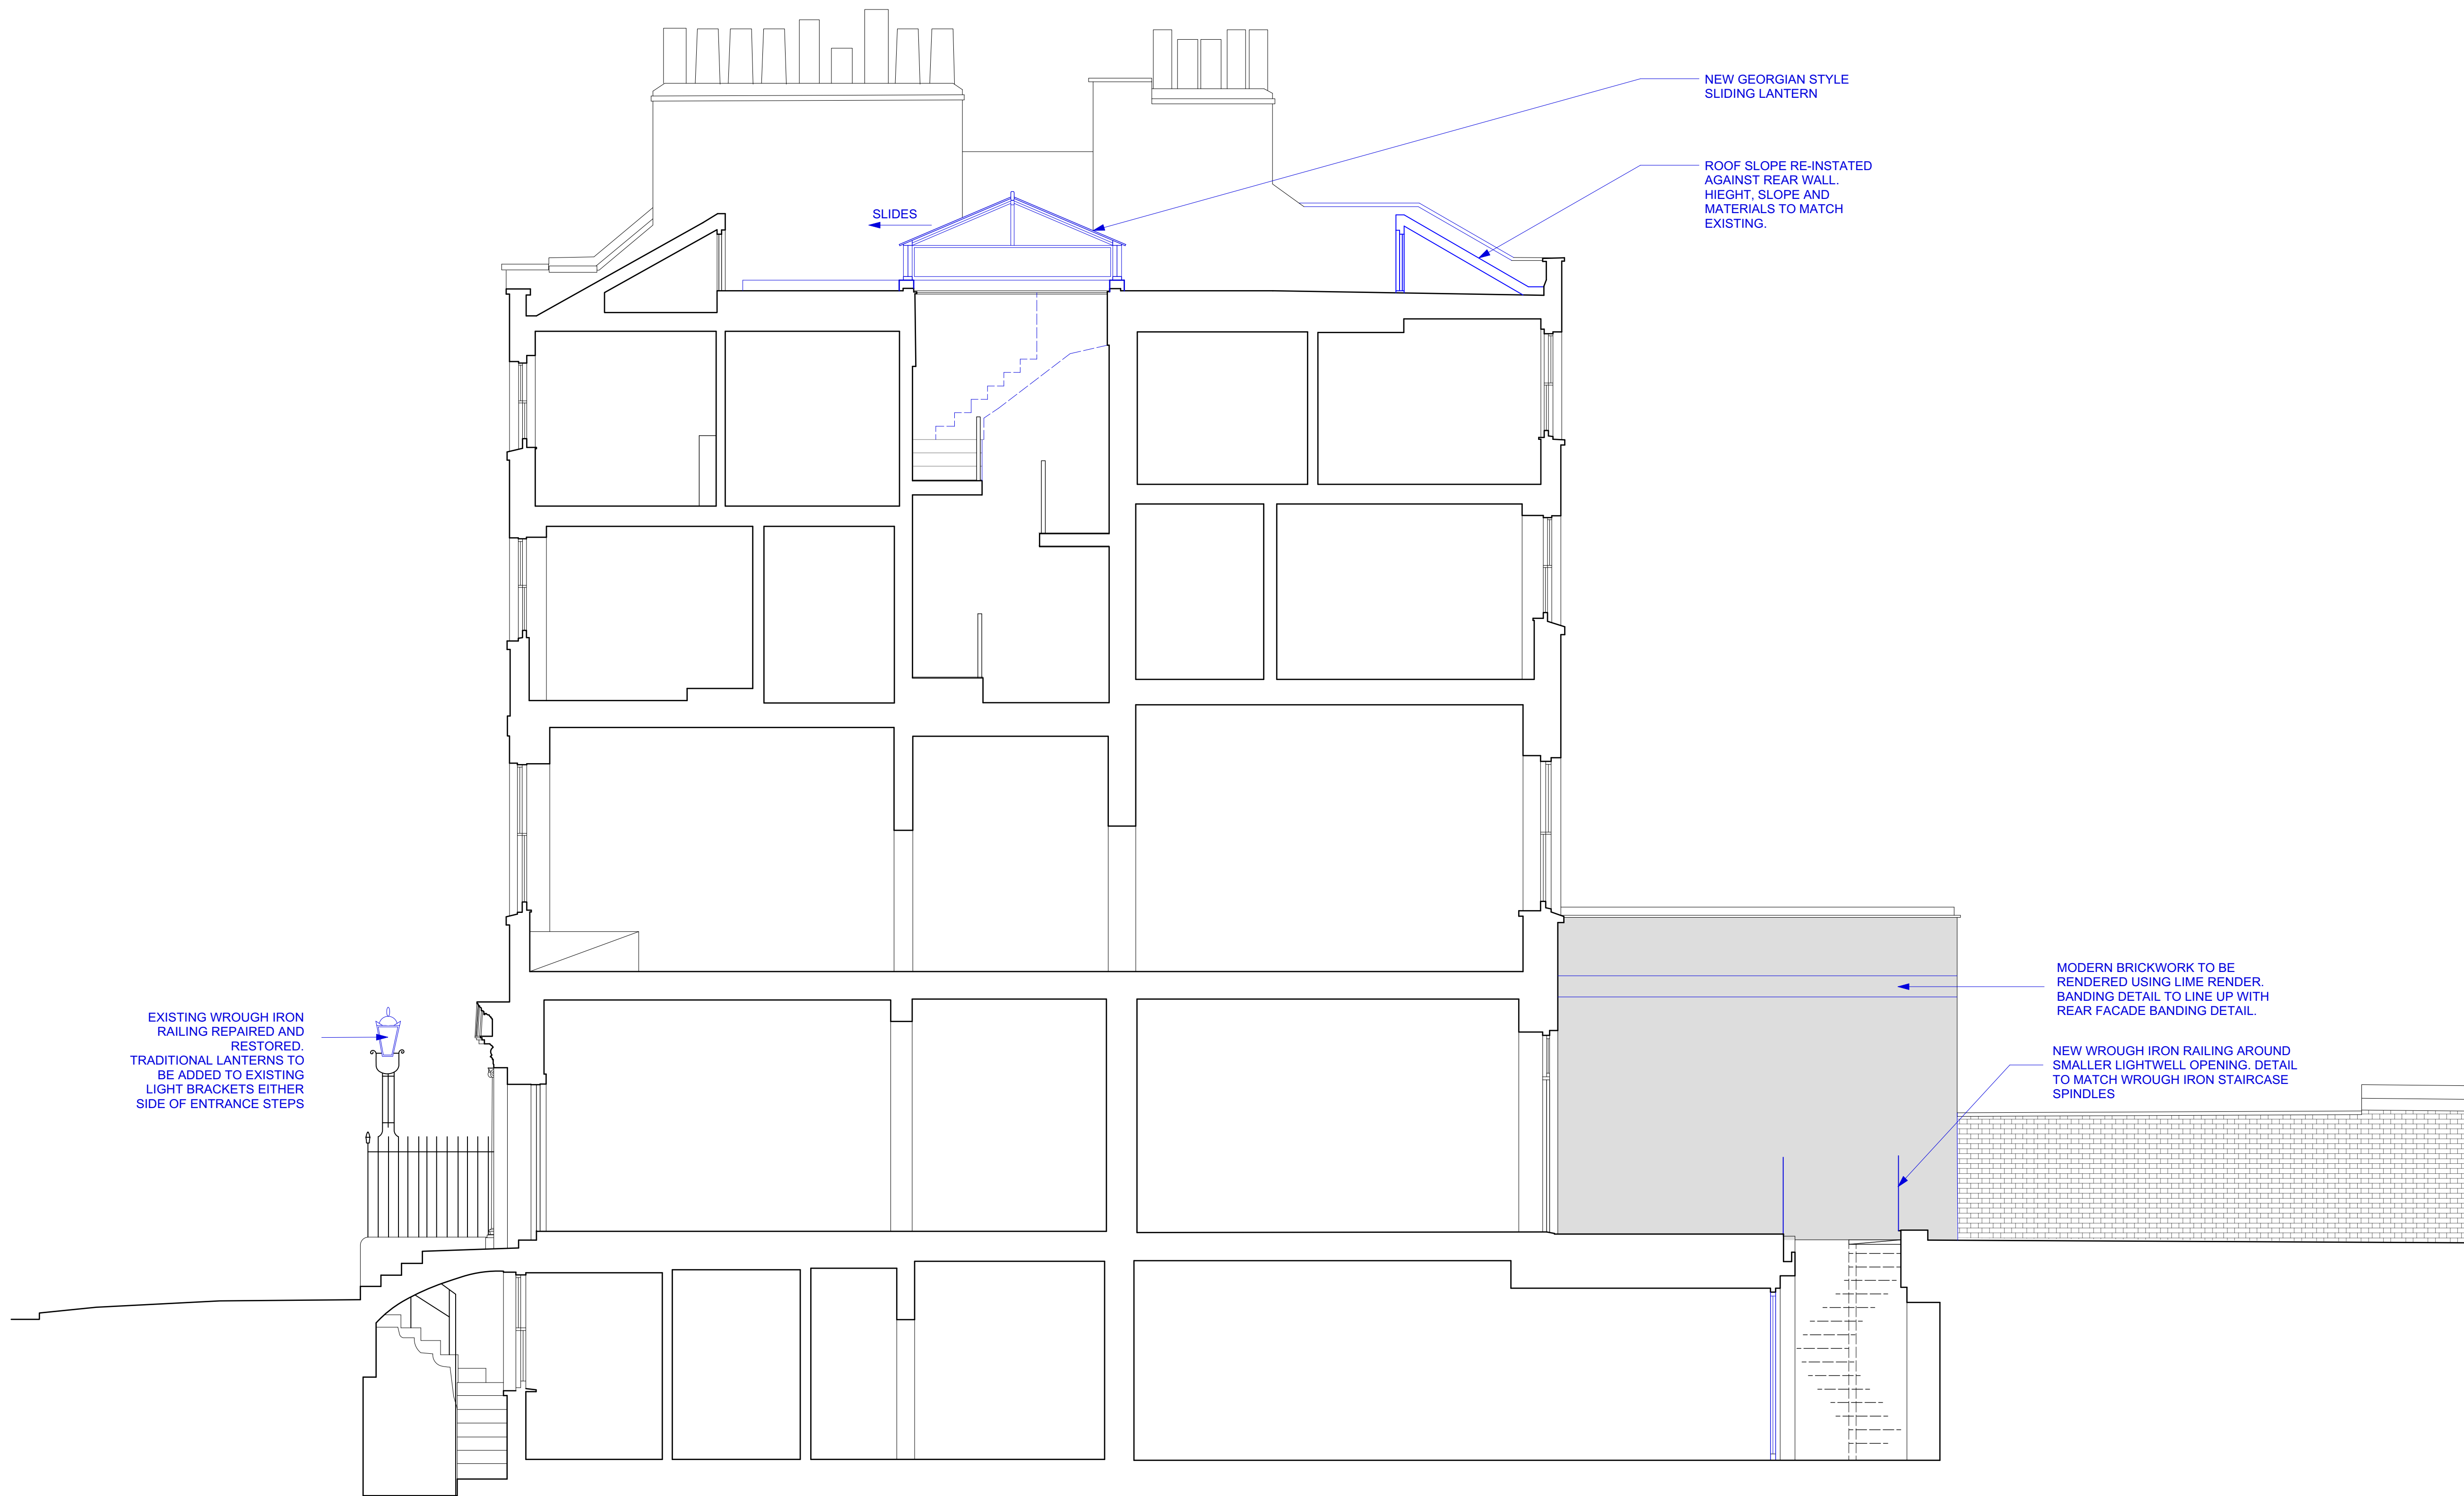 NEW GEORGIAN STYLE
SLIDING LANTERN
ROOF SLOPE RE-INSTATED
AGAINST REAR WALL.
HIEGHT, SLOPE AND
MATERIALS TO MATCH
EXISTING.
SLIDES
MODERN BRICKWORK TO BE
RENDERED USING LIME RENDER.
BANDING DETAIL TO LINE UP WITH
REAR FACADE BANDING DETAIL.
EXISTING WROUGH IRON
RAILING REPAIRED AND
RESTORED.
TRADITIONAL LANTERNS TO
BE ADDED TO EXISTING
LIGHT BRACKETS EITHER
SIDE OF ENTRANCE STEPS
NEW WROUGH IRON RAILING AROUND
SMALLER LIGHTWELL OPENING. DETAIL
TO MATCH WROUGH IRON STAIRCASE
SPINDLES